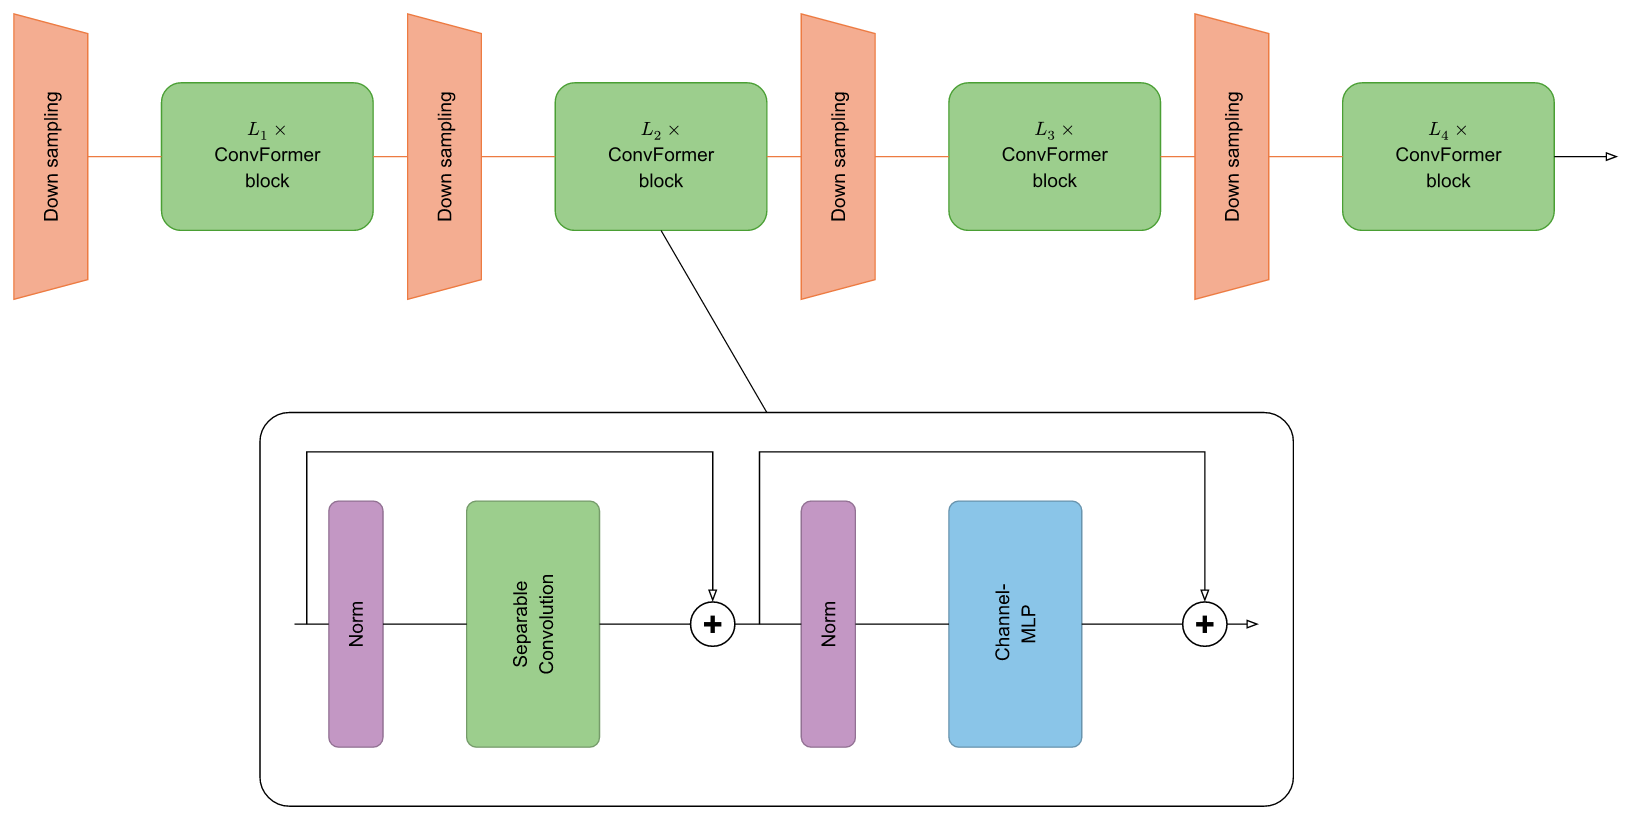 Down sampling
L₁ ×
ConvFormer
block
Down sampling
L₂ ×
ConvFormer
block
Down sampling
L₃ ×
ConvFormer
block
Down sampling
L₄ ×
ConvFormer
block
Norm
Separable
Convolution
+
Norm
Channel-
MLP
+